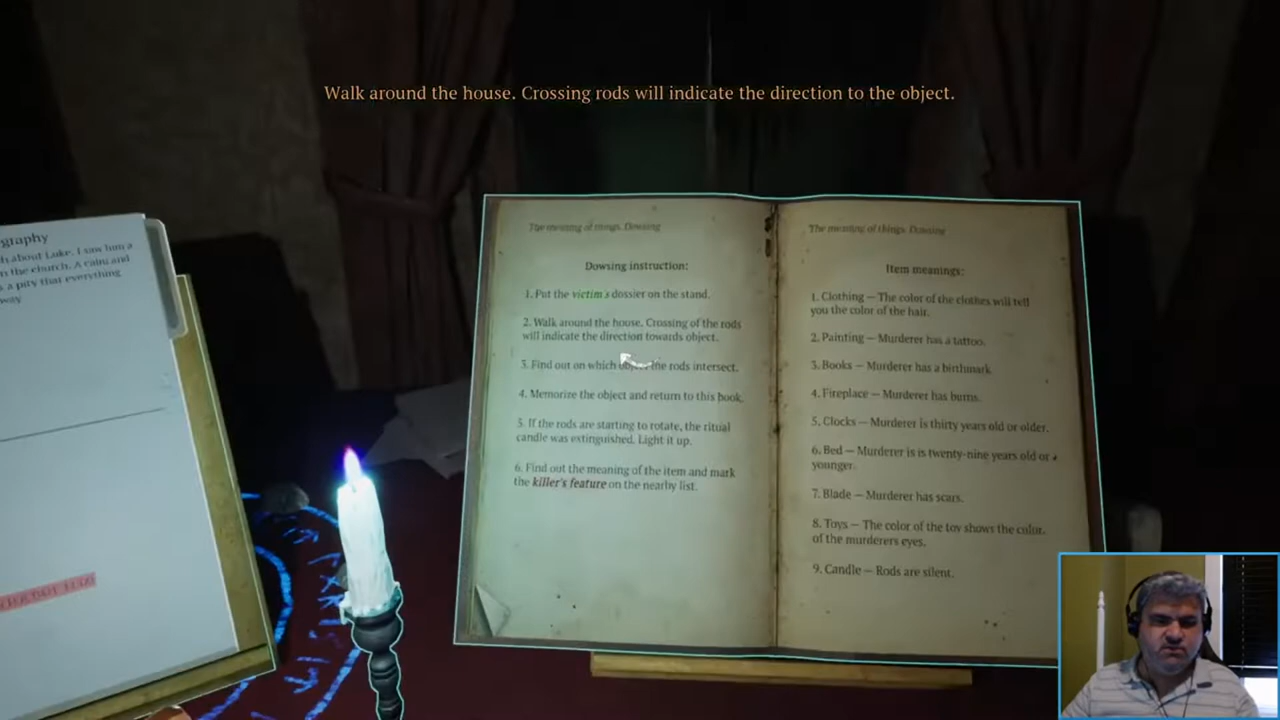 Walk around the house. Crossing rods will indicate the direction to the object.
graphy
h about Luke. I saw him a
n the church. A calm and
s a pity that everything
way
The meaning of things. Dowsing
Dowsing instruction:
1. Put the victim's dossier on the stand.
2. Walk around the house. Crossing of the rods
will indicate the direction towards object.
3. Find out on which object the rods intersect.
4. Memorize the object and return to this book.
5. If the rods are starting to rotate, the ritual
candle was extinguished. Light it up.
6. Find out the meaning of the item and mark
the killer's feature on the nearby list.
The meaning of things. Dowsing
Item meanings:
1. Clothing — The color of the clothes will tell
you the color of the hair.
2. Painting — Murderer has a tattoo.
3. Books — Murderer has a birthmark
4. Fireplace — Murderer has burns.
5. Clocks — Murderer is thirty years old or older.
6. Bed — Murderer is is twenty-nine years old or
younger.
7. Blade — Murderer has scars.
8. Toys — The color of the toy shows the color.
of the murderers eyes.
9. Candle — Rods are silent.